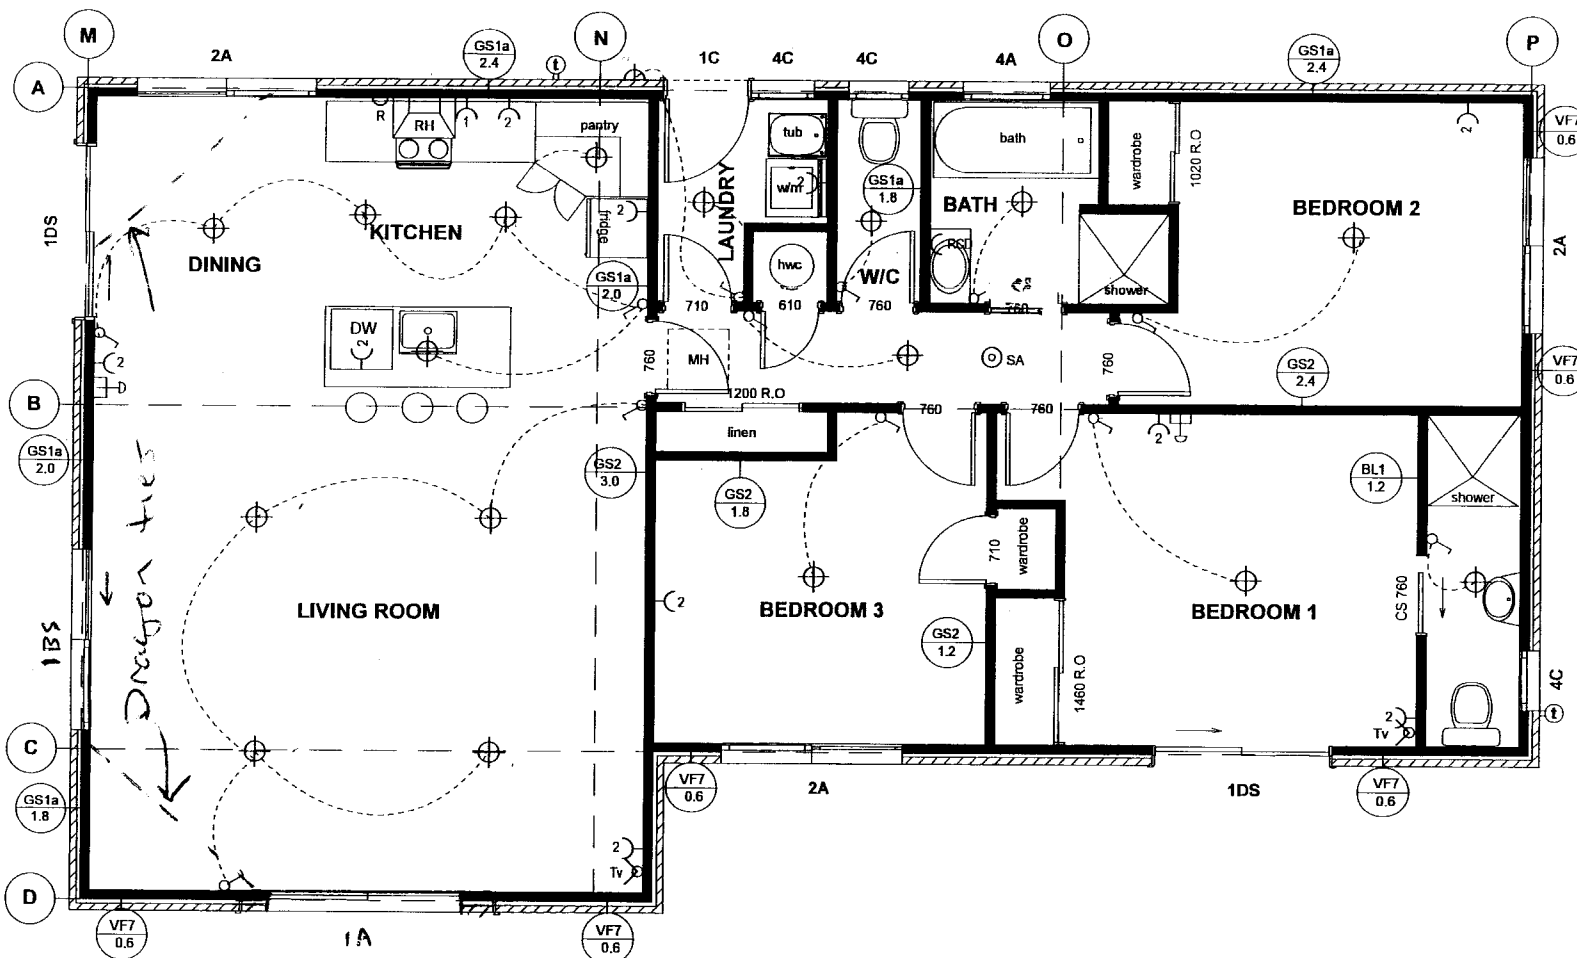 M
2A
GS1a
2.4
t
N
1C
4C
4C
4A
O
GS1a
2.4
P
A
R
RH
1
2
pantry
tub
bath
wardrobe
1020 R.O
2
VF7
0.6
w/m
2
GS1a
1.8
LAUNDRY
BATH
BEDROOM 2
1DS
KITCHEN
2
fridge
DINING
GS1a
2.0
hwc
W/C
RCD
shower
2A
710
610
760
760
DW
2
760
MH
SA
760
GS2
2.4
VF7
0.6
2
B
1200 R.O
760
760
linen
2
GS1a
2.0
GS2
3.0
GS2
1.8
BL1
1.2
shower
Dragon ties
710
wardrobe
CS 760
2
LIVING ROOM
BEDROOM 3
BEDROOM 1
1BS
GS2
1.2
wardrobe
1460 R.O
4C
t
2
Tv
C
VF7
0.6
2A
1DS
VF7
0.6
GS1a
1.8
2
Tv
D
VF7
0.6
1A
VF7
0.6